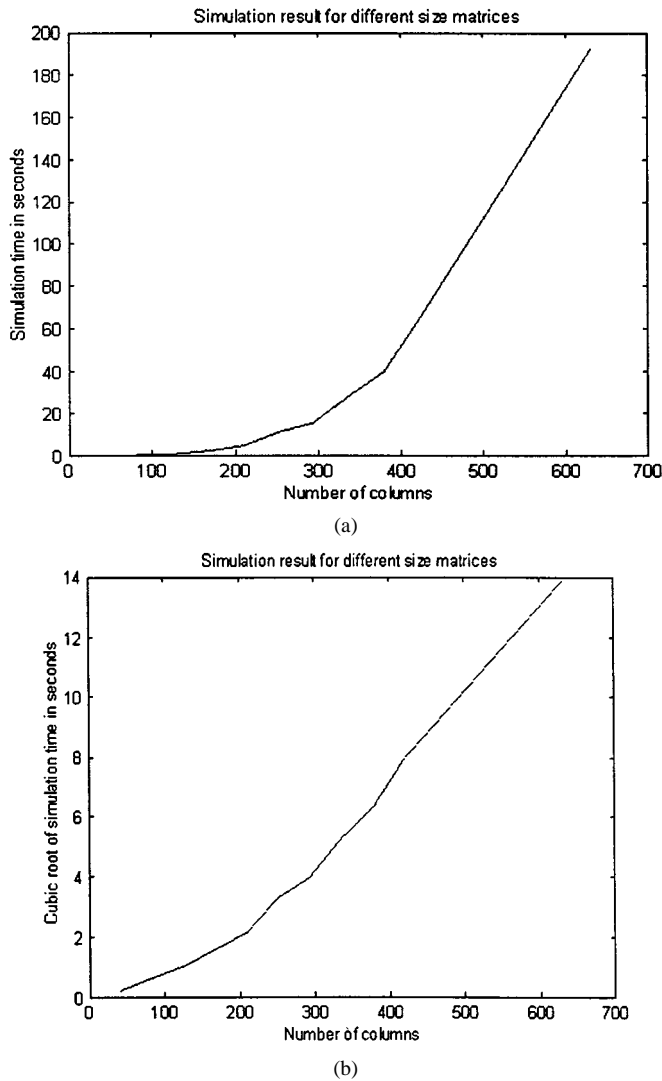 Simulation result for different size matrices
200
180
160
140
120
100
80
60
40
20
0
Simulation time in seconds
0 100 200 300 400 500 600 700
Number of columns
(a)
Simulation result for different size matrices
14
12
10
8
6
4
2
0
Cubic root of simulation time in seconds
0 100 200 300 400 500 600 700
Number of columns
(b)